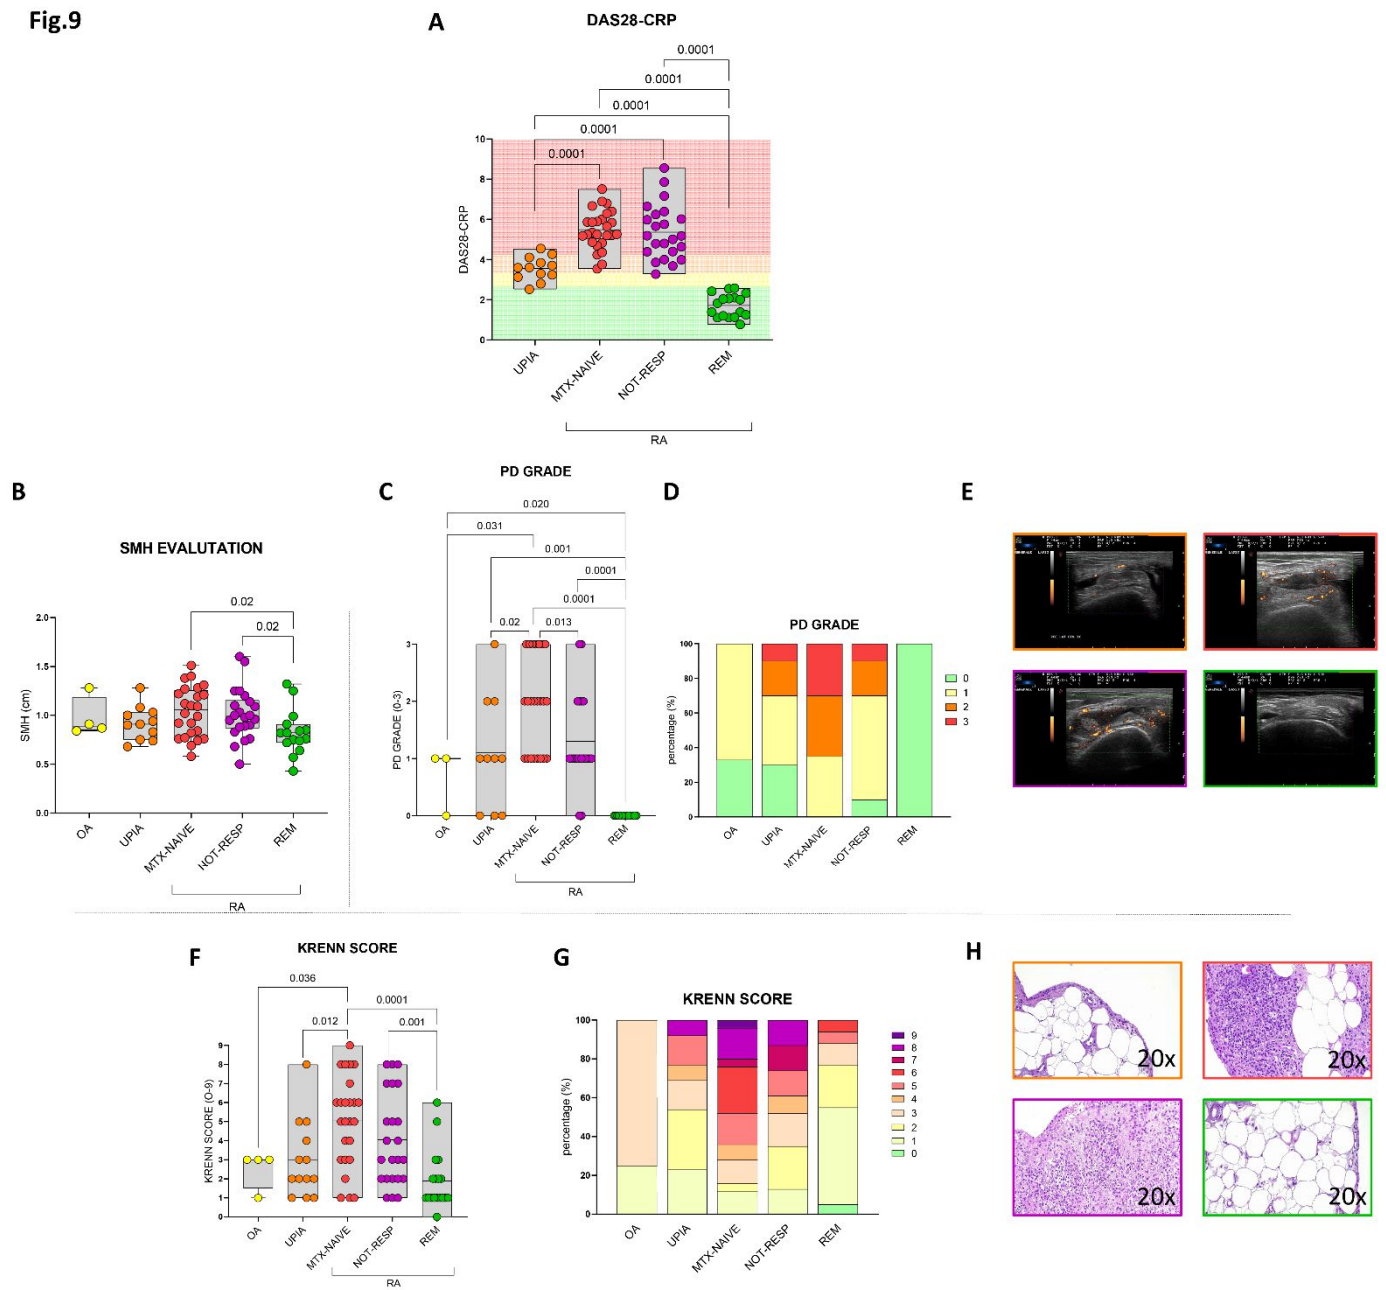 Fig.9
A
DAS28-CRP
0.0001
0.0001
0.0001
0.0001
0.0001
10
8
6
4
2
0
DAS28-CRP
UPIA
MTX-NAIVE
NOT-RESP
REM
RA
B
SMH EVALUTATION
0.02
0.02
2.0
1.5
1.0
0.5
0.0
SMH (cm)
OA
UPIA
MTX-NAIVE
NOT-RESP
REM
RA
C
PD GRADE
0.020
0.031
0.001
0.0001
0.0001
0.02
0.013
3
2
1
0
PD GRADE (0-3)
OA
UPIA
MTX-NAIVE
NOT-RESP
REM
RA
D
PD GRADE
100
80
60
40
20
0
percentage (%)
OA
UPIA
MTX-NAIVE
NOT-RESP
REM
0
1
2
3
E
F
KRENN SCORE
0.036
0.0001
0.012
0.001
9
8
7
6
5
4
3
2
1
0
KRENN SCORE (0-9)
OA
UPIA
MTX-NAIVE
NOT-RESP
REM
RA
G
KRENN SCORE
100
80
60
40
20
0
percentage (%)
OA
UPIA
MTX-NAIVE
NOT-RESP
REM
9
8
7
6
5
4
3
2
1
0
H
20x
20x
20x
20x